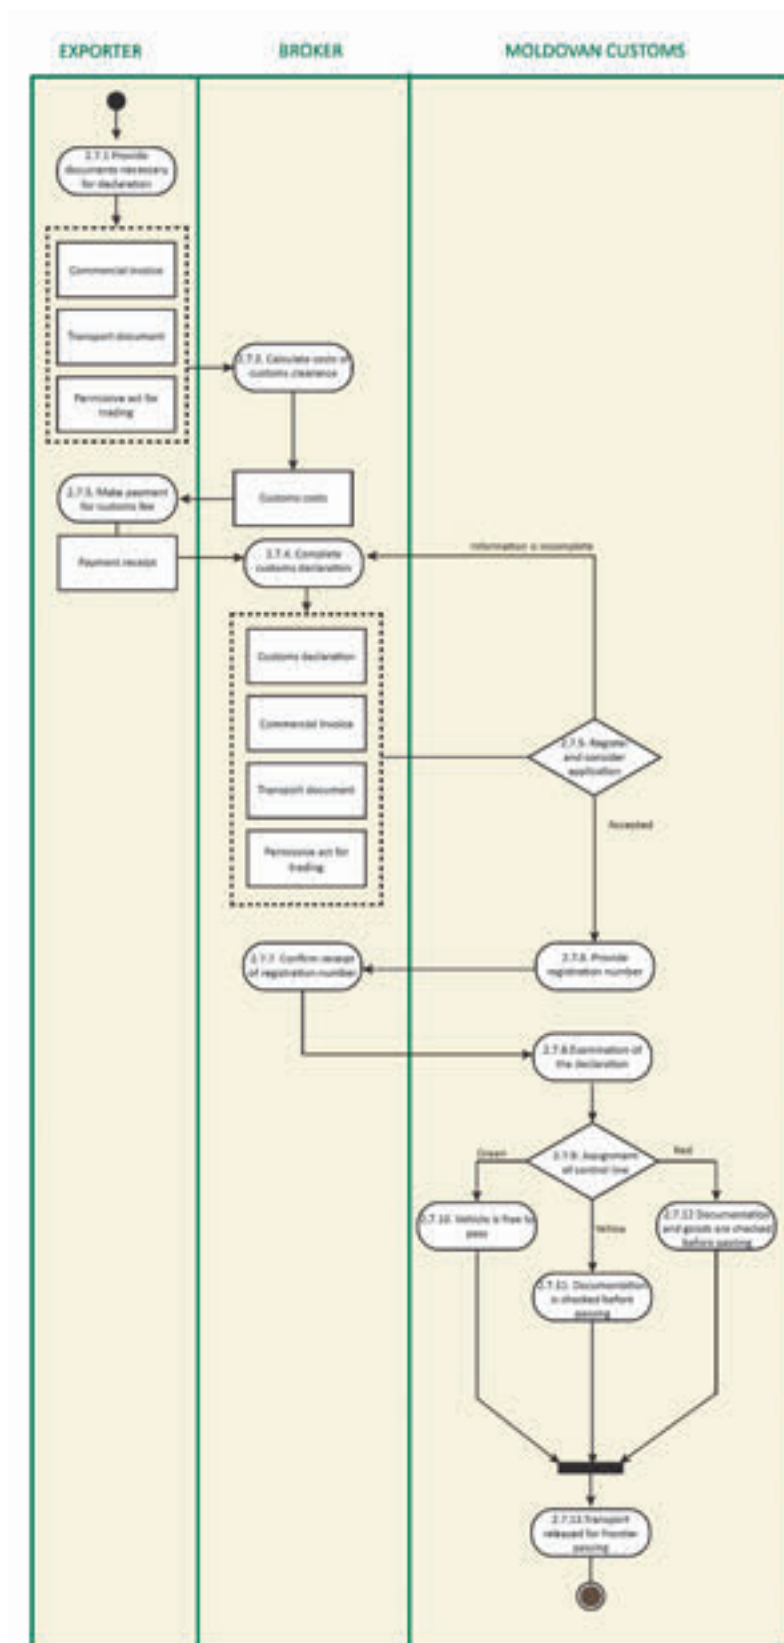 EXPORTER
BROKER
MOLDOVAN CUSTOMS
2.7.1 Provide
documents necessary
for declaration
Commercial invoice
Transport document
Permissive act for
trading
Calculate costs of
customs clearance
Customs costs
Make payment
for customs fee
Payment receipt
2.7.4. Complete
customs declaration
Information is incomplete
Customs declaration
Commercial Invoice
Transport document
Permissive act for
trading
2.7.5. Register
and consider
application
Accepted
2.7.6. Provide
registration number
2.7.7. Confirm receipt
of registration number
2.7.8.Examination of
the declaration
2.7.9. Assignment
of control line
Green
Red
Yellow
2.7.10. Vehicle is free to
pass
2.7.12 Documentation
and goods are checked
before passing
2.7.11. Documentation
is checked before
passing
2.7.13.Transport
released for frontier
passing